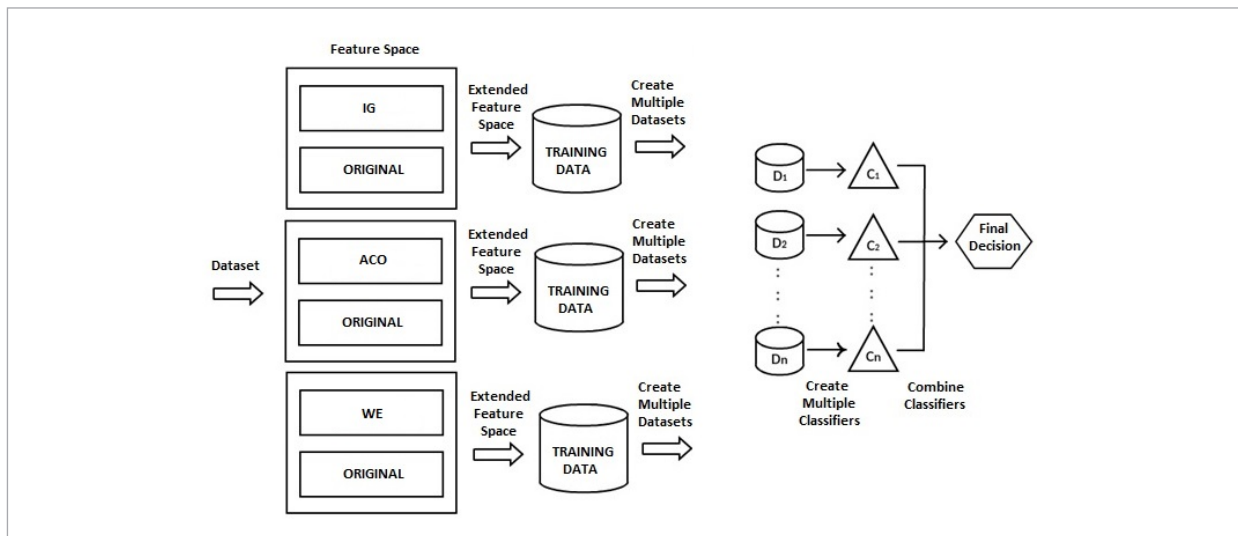 Feature Space
IG
ORIGINAL
Extended
Feature
Space
TRAINING
DATA
Create
Multiple
Datasets
Dataset
ACO
ORIGINAL
Extended
Feature
Space
TRAINING
DATA
Create
Multiple
Datasets
WE
ORIGINAL
Extended
Feature
Space
TRAINING
DATA
Create
Multiple
Datasets
D1
C1
D2
C2
Final
Decision
Dn
Cn
Create
Multiple
Classifiers
Combine
Classifiers